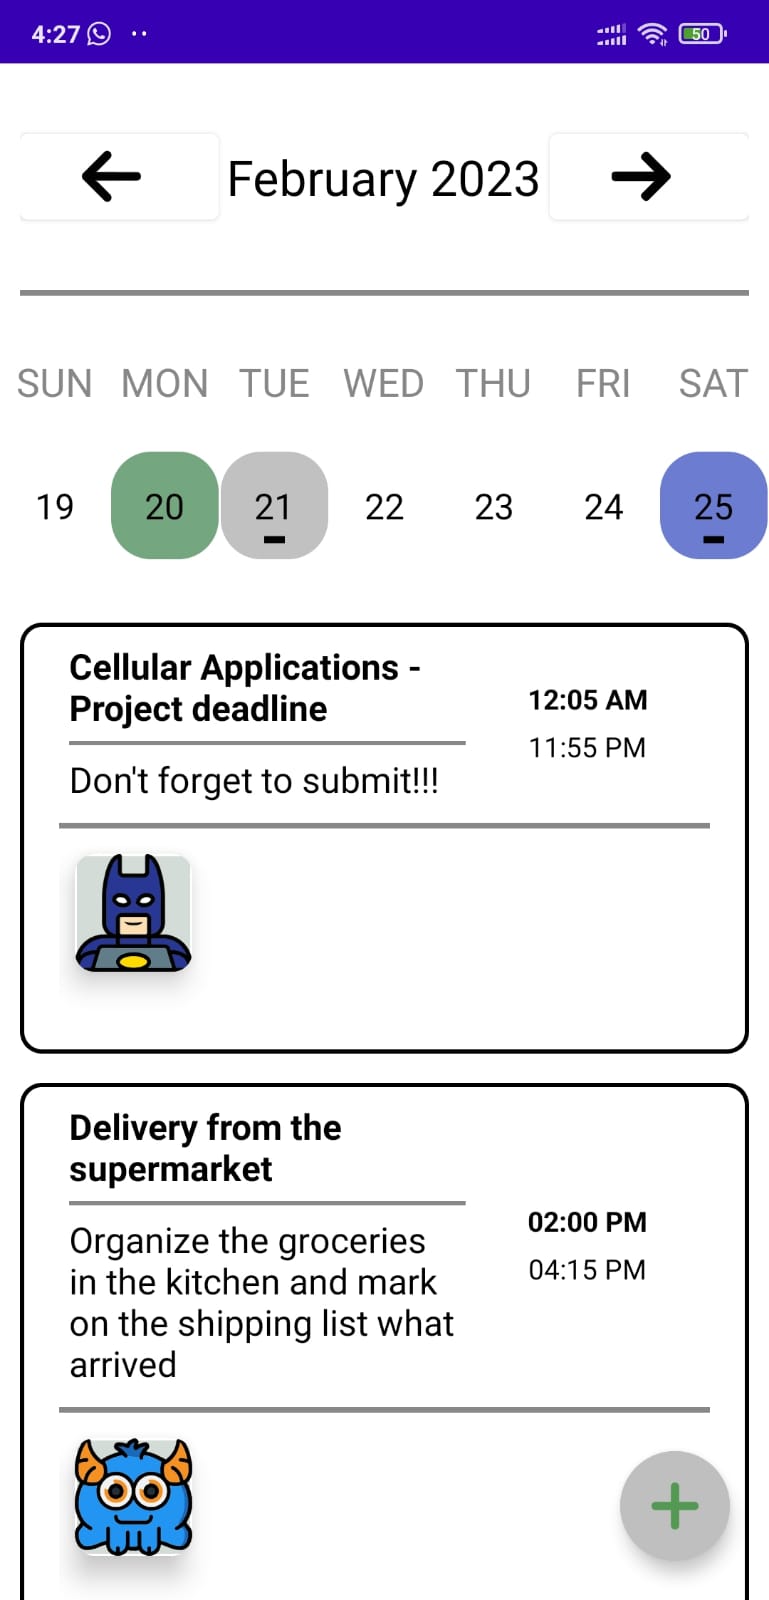 4:27
50
February 2023
SUN MON TUE WED THU FRI SAT
19 20 21 22 23 24 25
Cellular Applications -
Project deadline
12:05 AM
11:55 PM
Don't forget to submit!!!
Delivery from the
supermarket
02:00 PM
04:15 PM
Organize the groceries
in the kitchen and mark
on the shipping list what
arrived